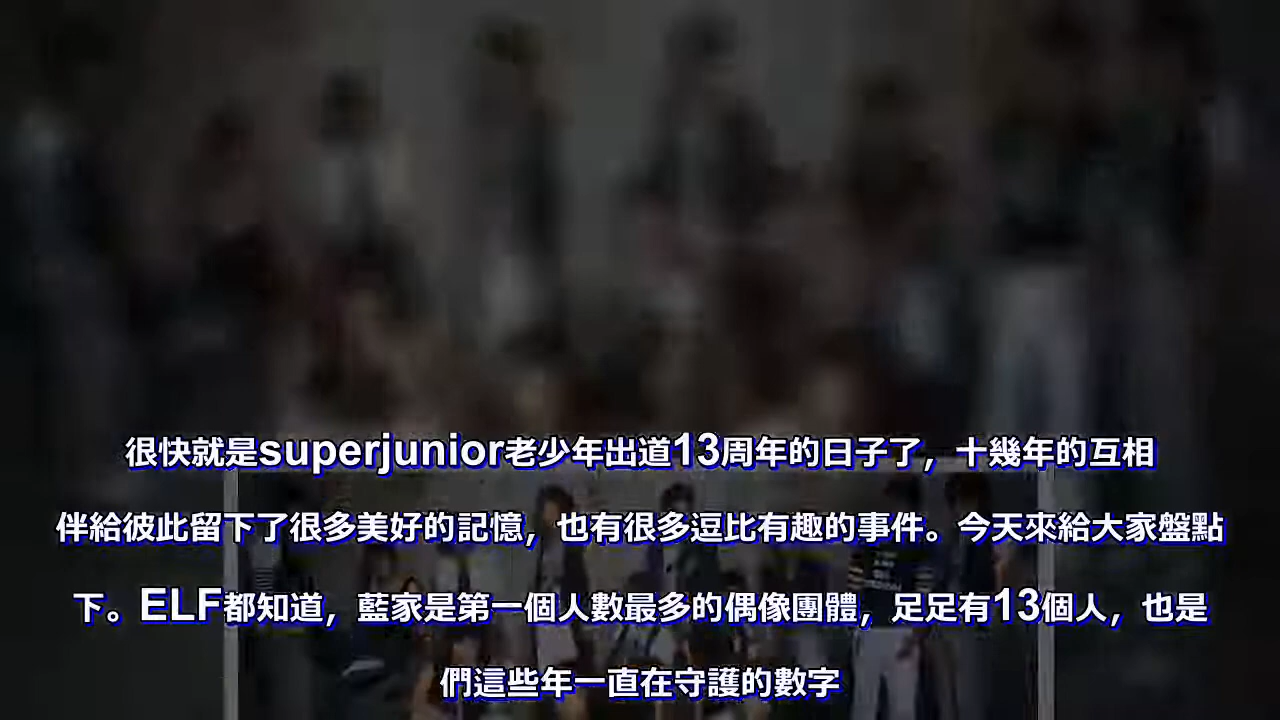 很快就是superjunior老少年出道13周年的日子了，十幾年的互相
伴給彼此留下了很多美好的記憶，也有很多逗比有趣的事件。今天來給大家盤點
下。ELF都知道，藍家是第一個人數最多的偶像團體，足足有13個人，也是
們這些年一直在守護的數字